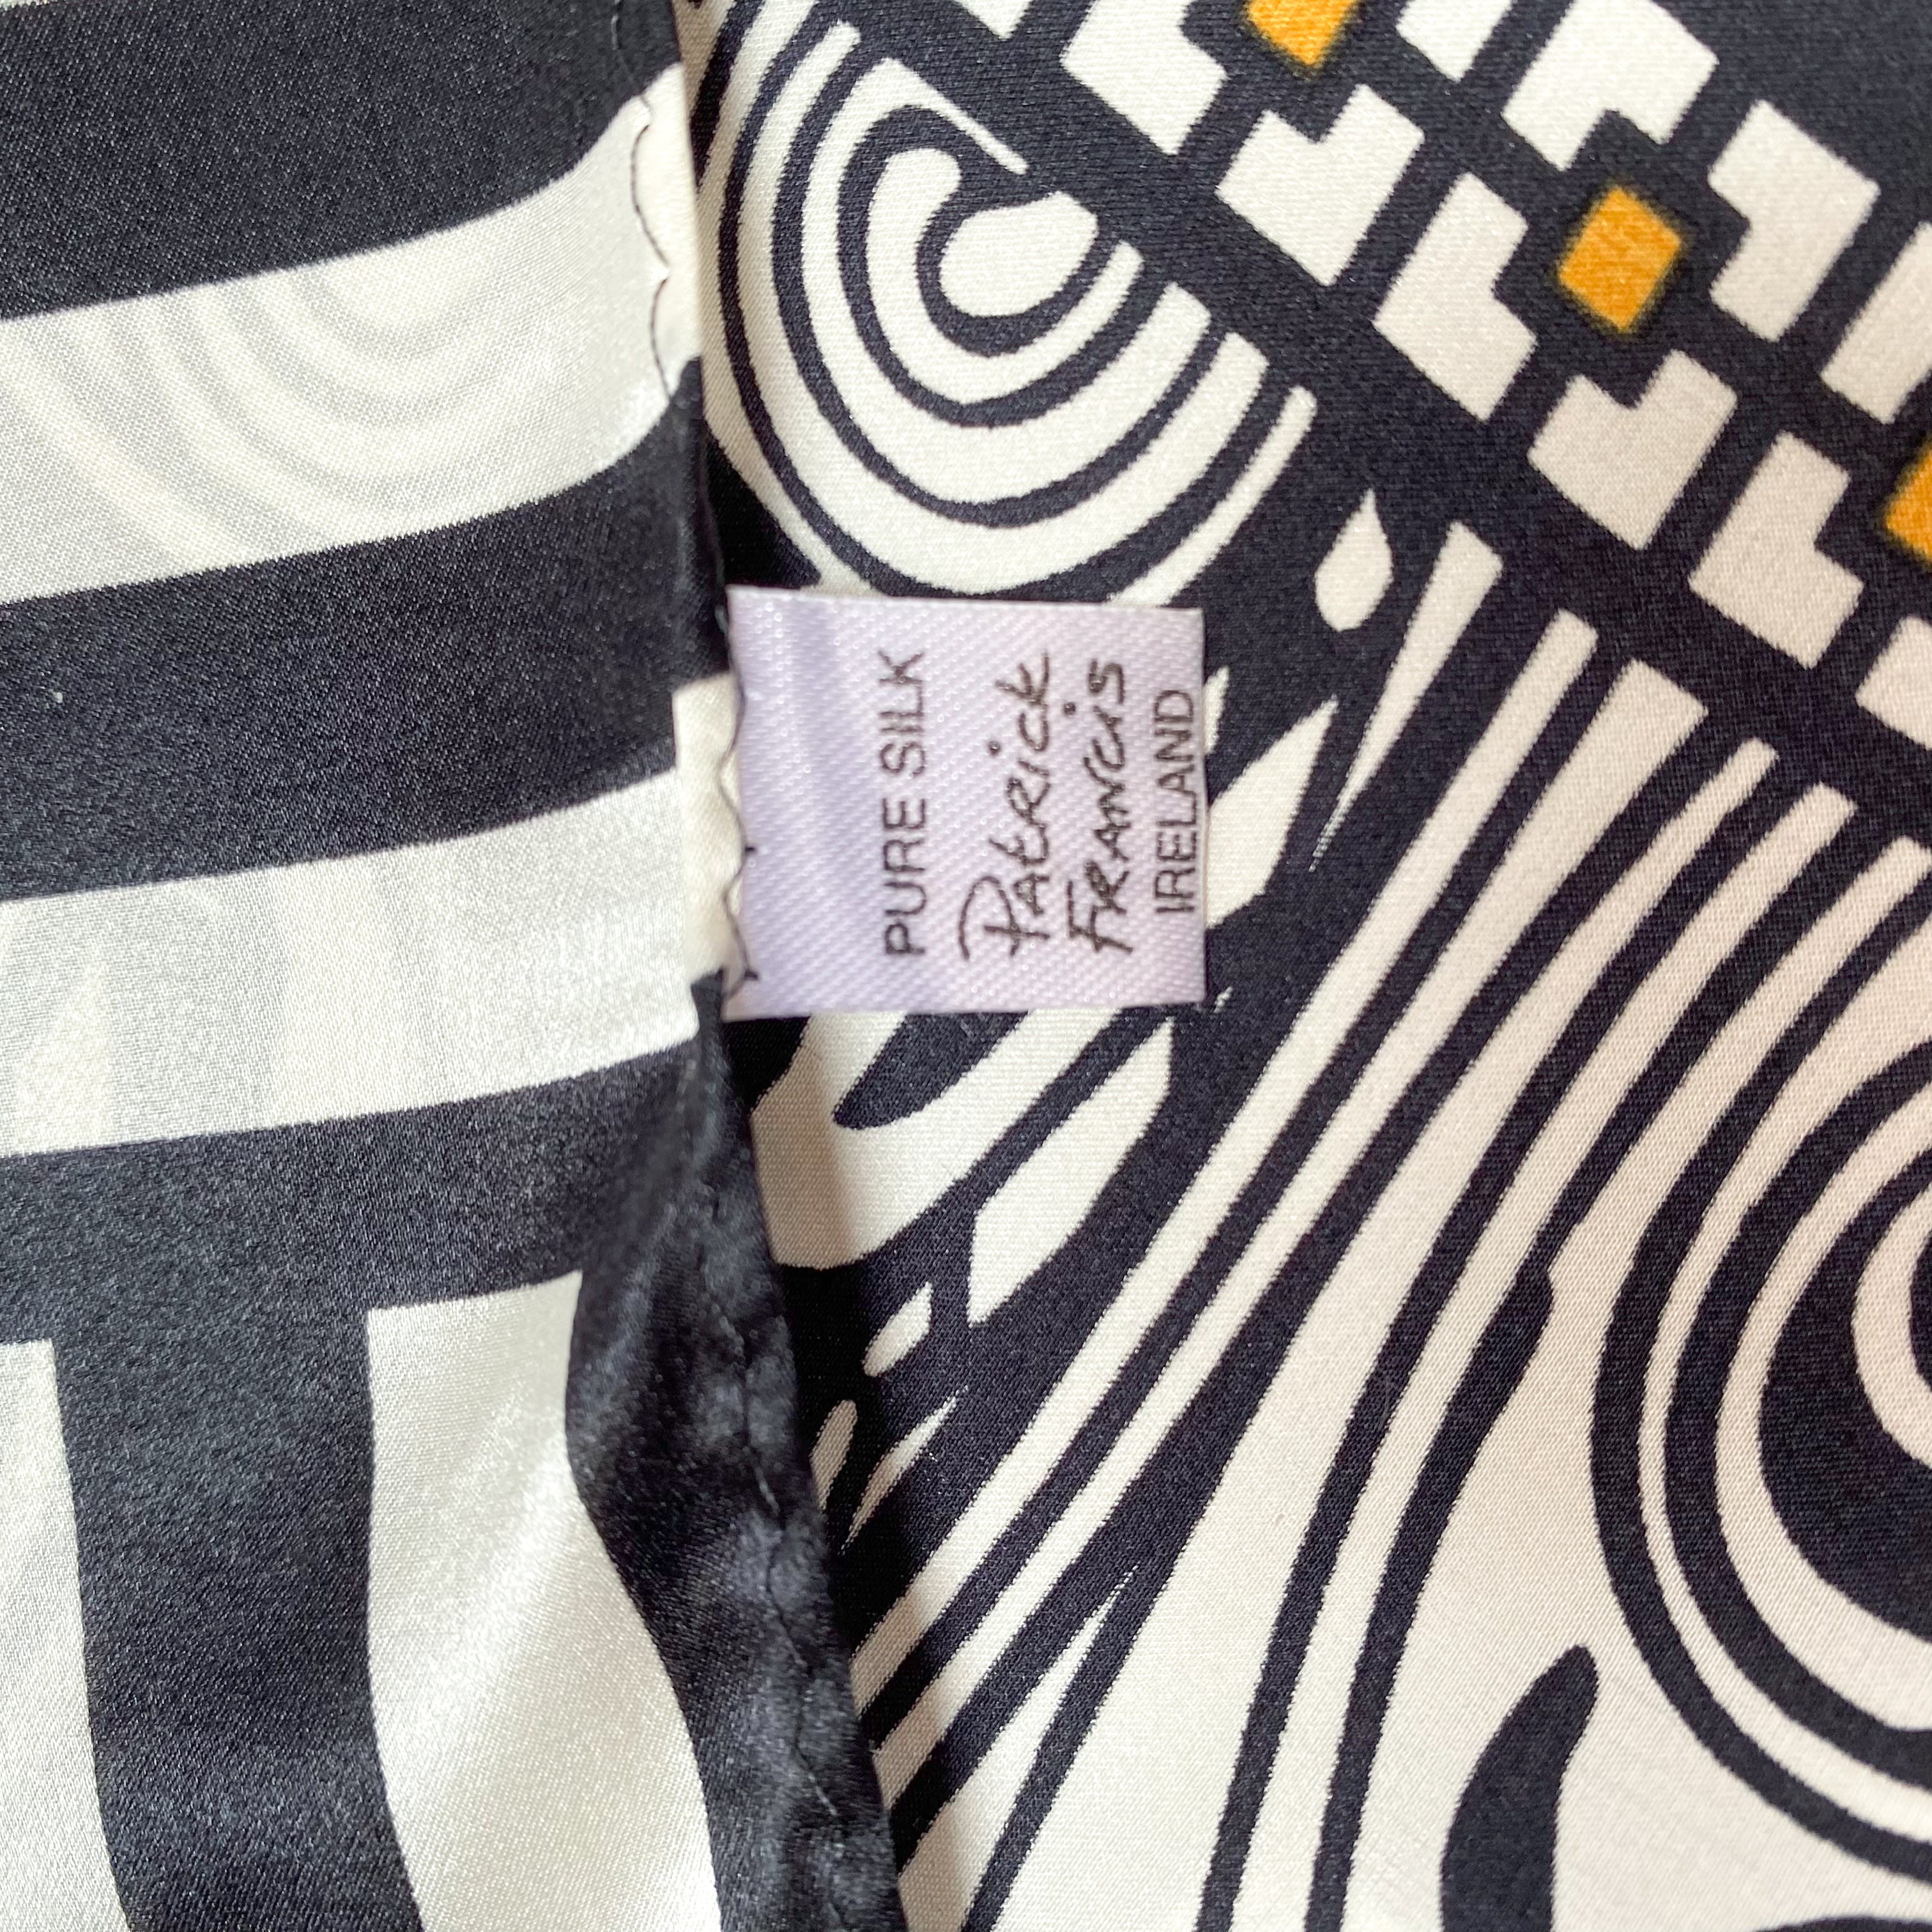 PURE SILK
Patrick
Francis
IRELAND